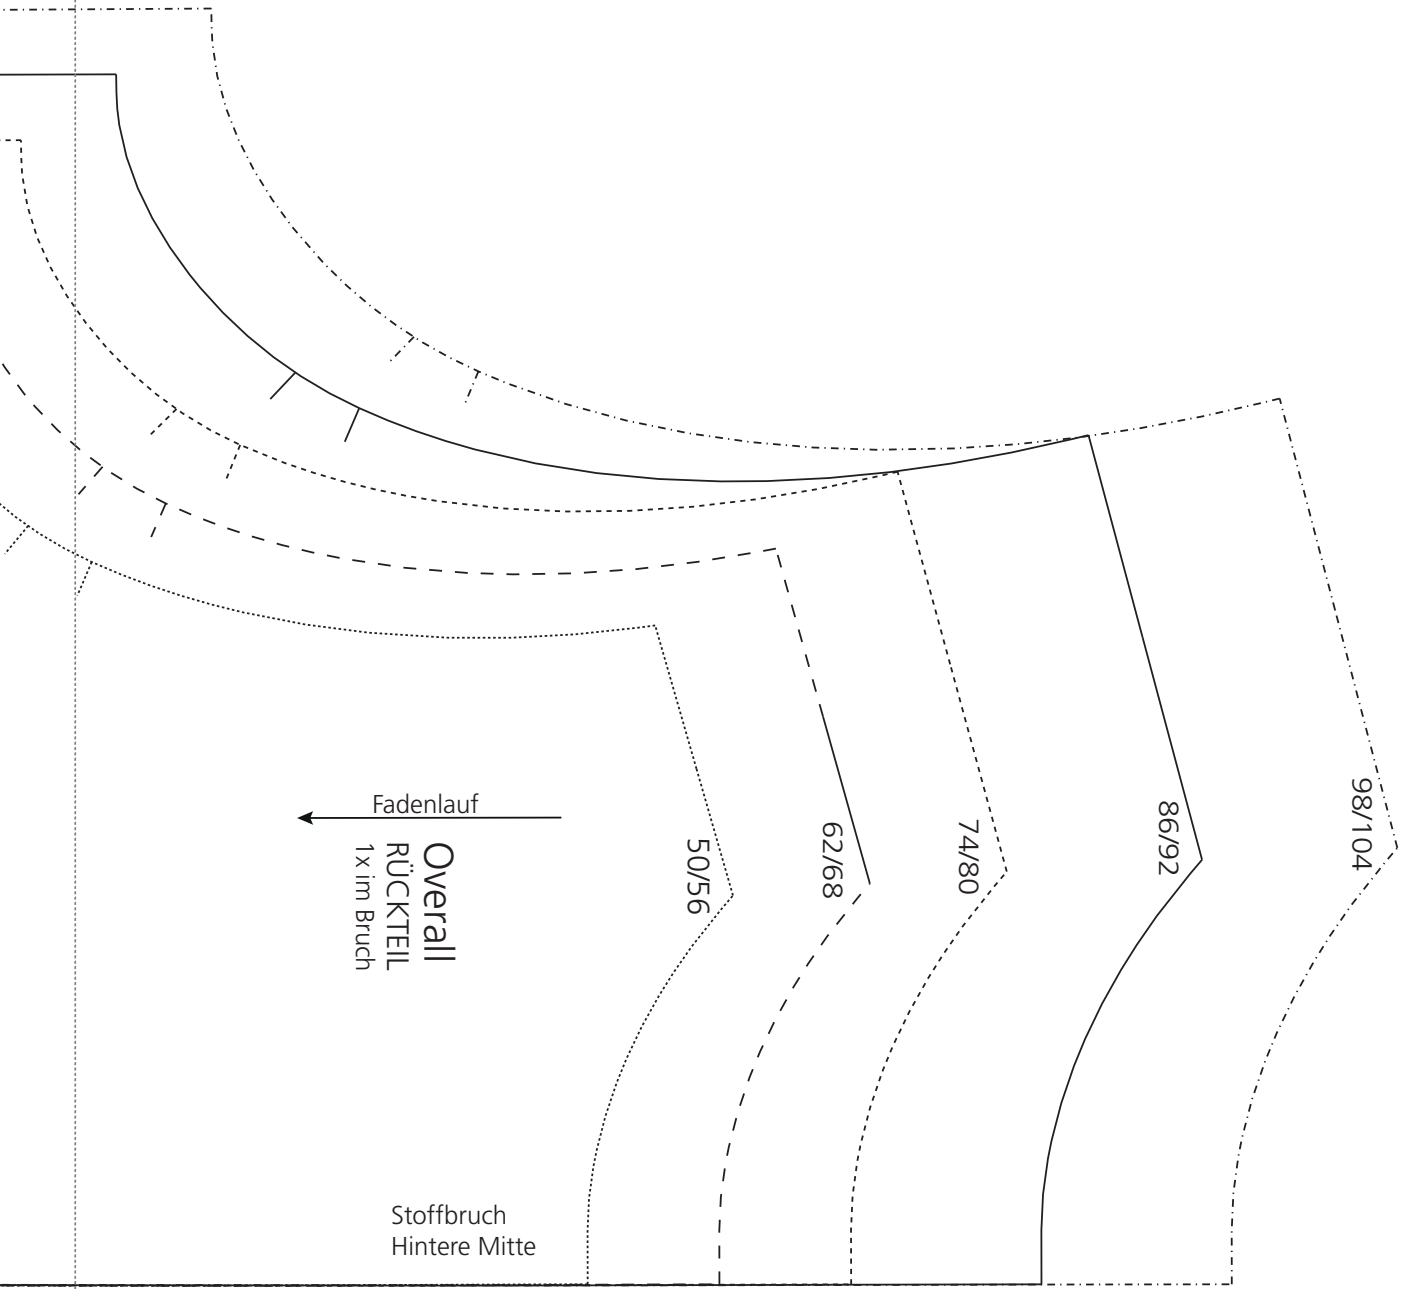 Fadenlauf
Overall
RÜCKTEIL
1x im Bruch
50/56
62/68
74/80
86/92
98/104
Stoffbruch
Hintere Mitte